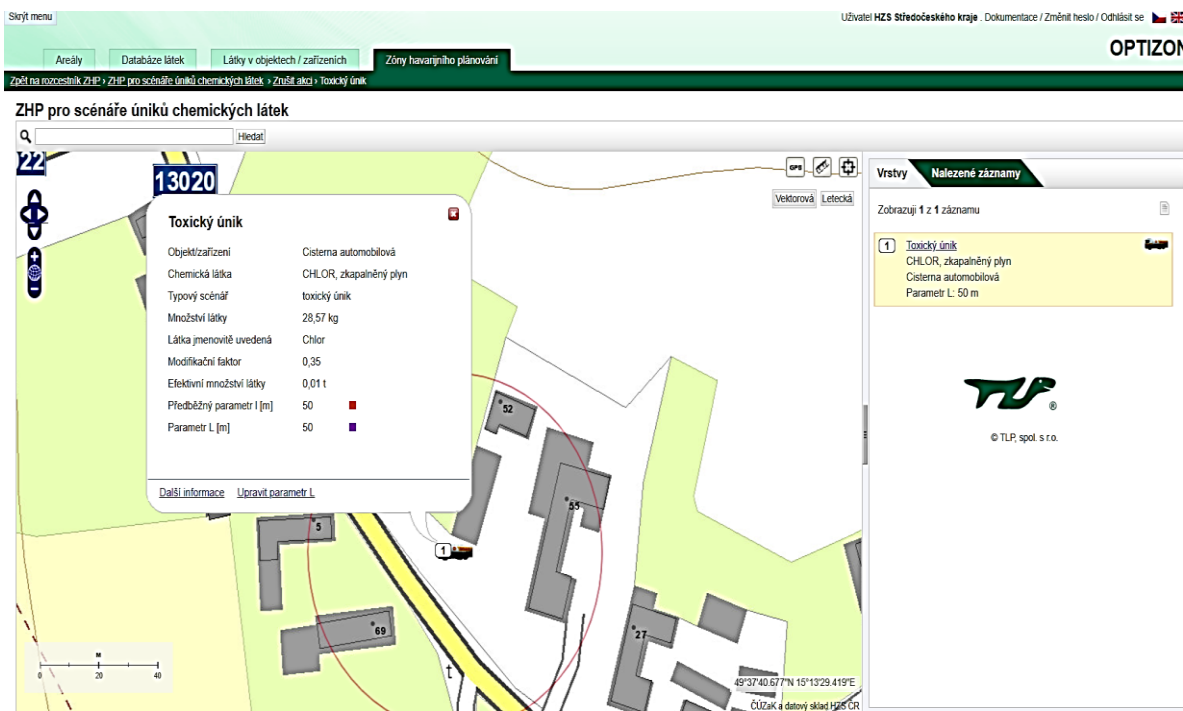 Skrýt menu
Uživatel HZS Středočeského kraje . Dokumentace / Změnit heslo / Odhlásit se
OPTIZON
Areály Databáze látek Látky v objektech / zařízeních Zóny havarijního plánování
Zpět na rozcestník ZHP › ZHP pro scénáře úniků chemických látek › Zrušit akci › Toxický únik
ZHP pro scénáře úniků chemických látek
Hledat
22
13020
GPS
Vektorová Letecká
Toxický únik
Objekt/zařízení Cisterna automobilová
Chemická látka CHLOR, zkapalněný plyn
Typový scénář toxický únik
Množství látky 28,57 kg
Látka jmenovitě uvedená Chlor
Modifikační faktor 0,35
Efektivní množství látky 0,01 t
Předběžný parametr l [m] 50
Parametr L [m] 50
Další informace Upravit parametr L
52
55
5
1
69
27
t
M
0 20 40
49°37'40.677"N 15°13'29.419"E
ČÚZaK a datový sklad HZS ČR
Vrstvy Nalezené záznamy
Zobrazuji 1 z 1 záznamu
1 Toxický únik
CHLOR, zkapalněný plyn
Cisterna automobilová
Parametr L: 50 m
TLP ®
© TLP, spol. s r.o.